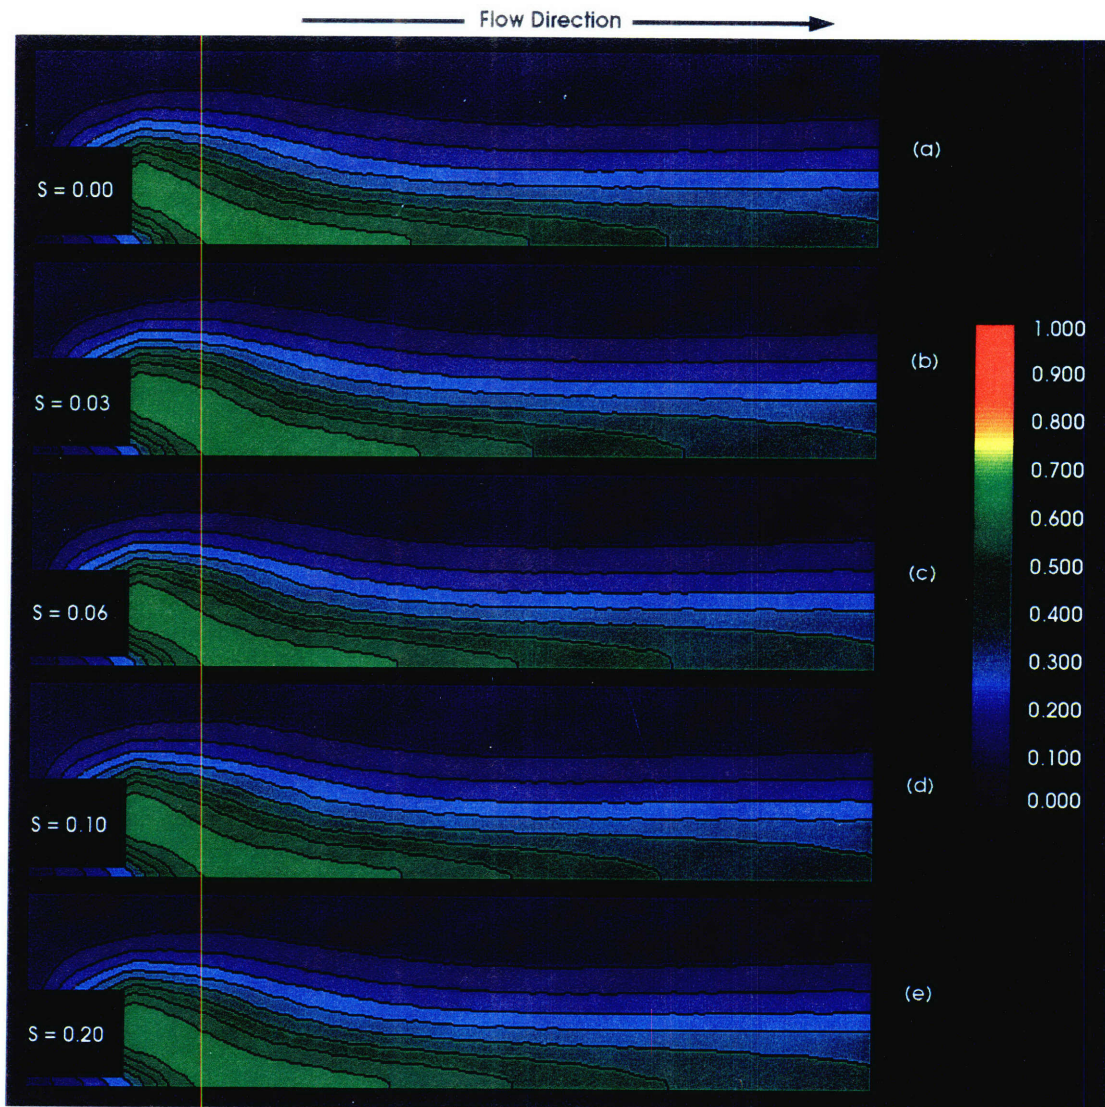 Flow Direction
(a)
S = 0.00
(b)
S = 0.03
(c)
S = 0.06
(d)
S = 0.10
(e)
S = 0.20
1.000
0.900
0.800
0.700
0.600
0.500
0.400
0.300
0.200
0.100
0.000